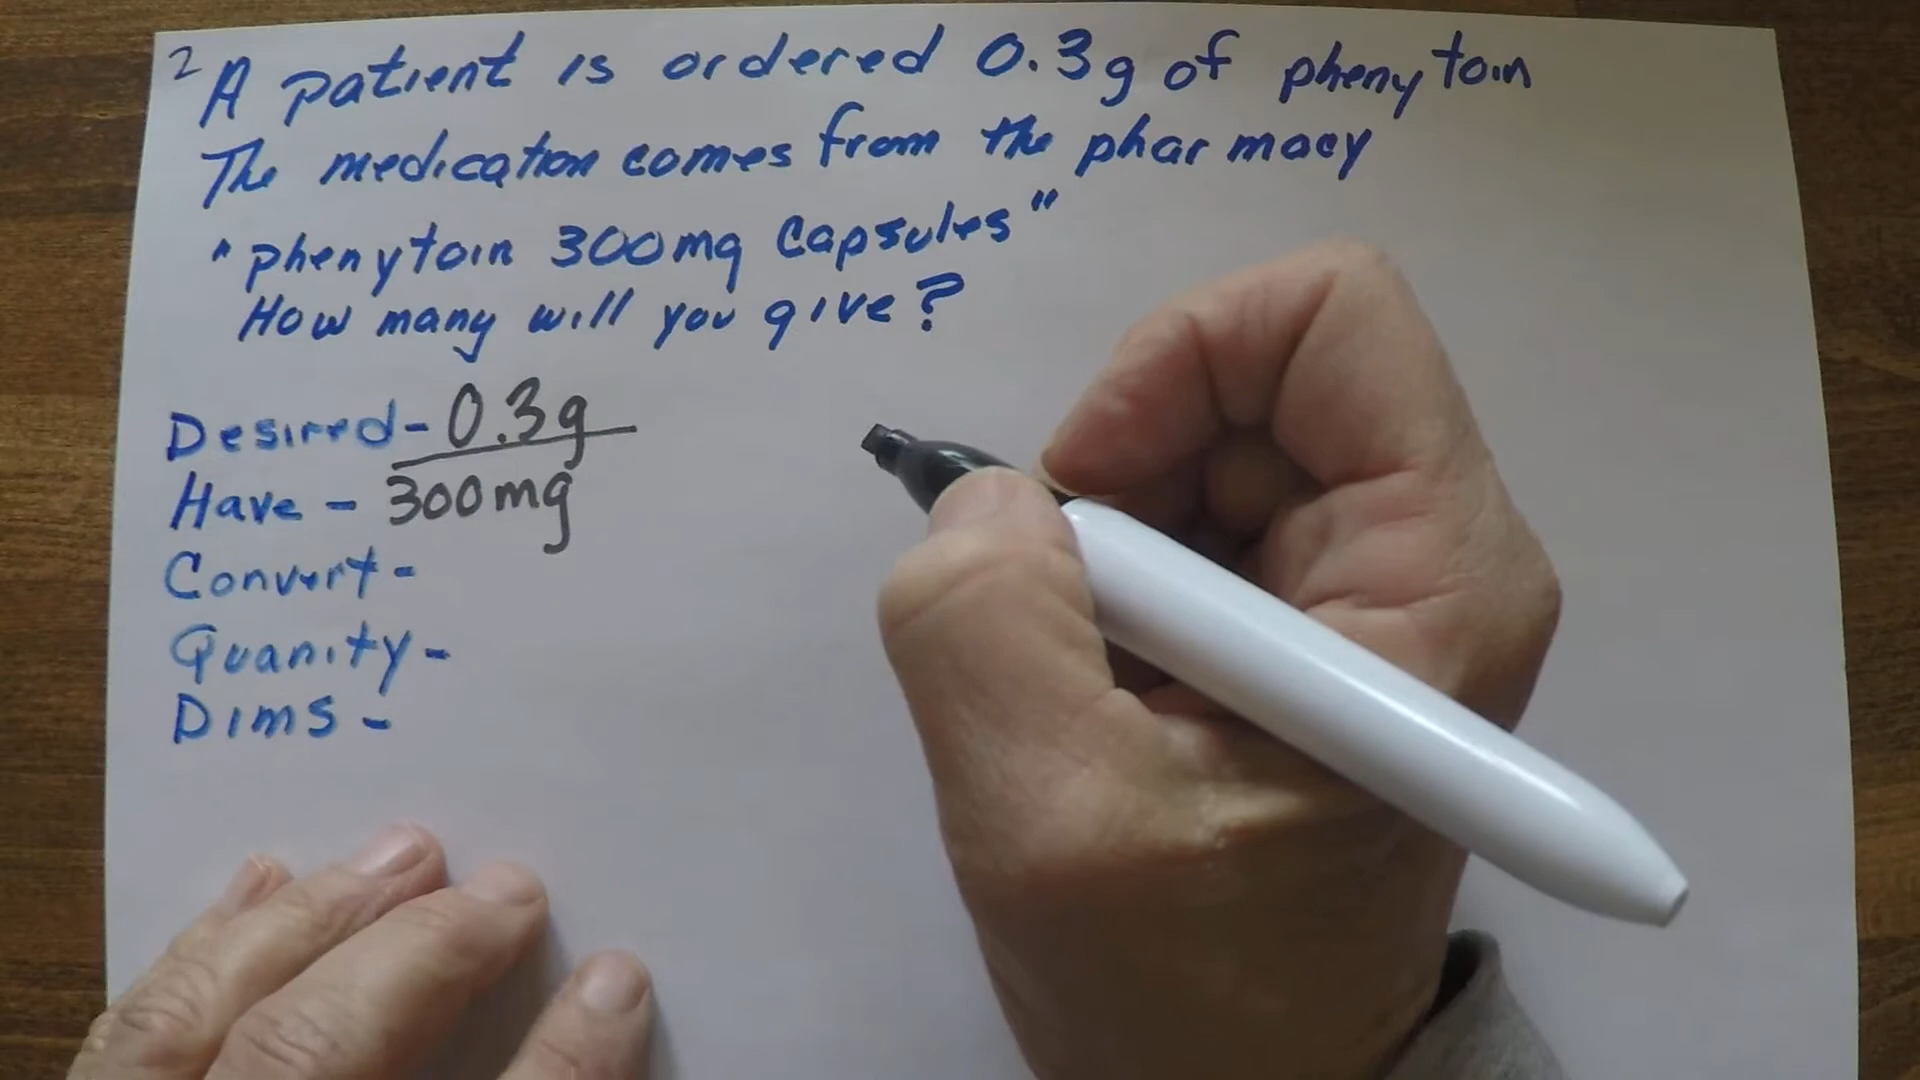 2 A patient is ordered 0.3g of phenytoin
The medication comes from the pharmacy
"phenytoin 300mg capsules"
How many will you give?
Desired- 0.3g
Have - 300mg
Convert-
Quanity-
Dims -